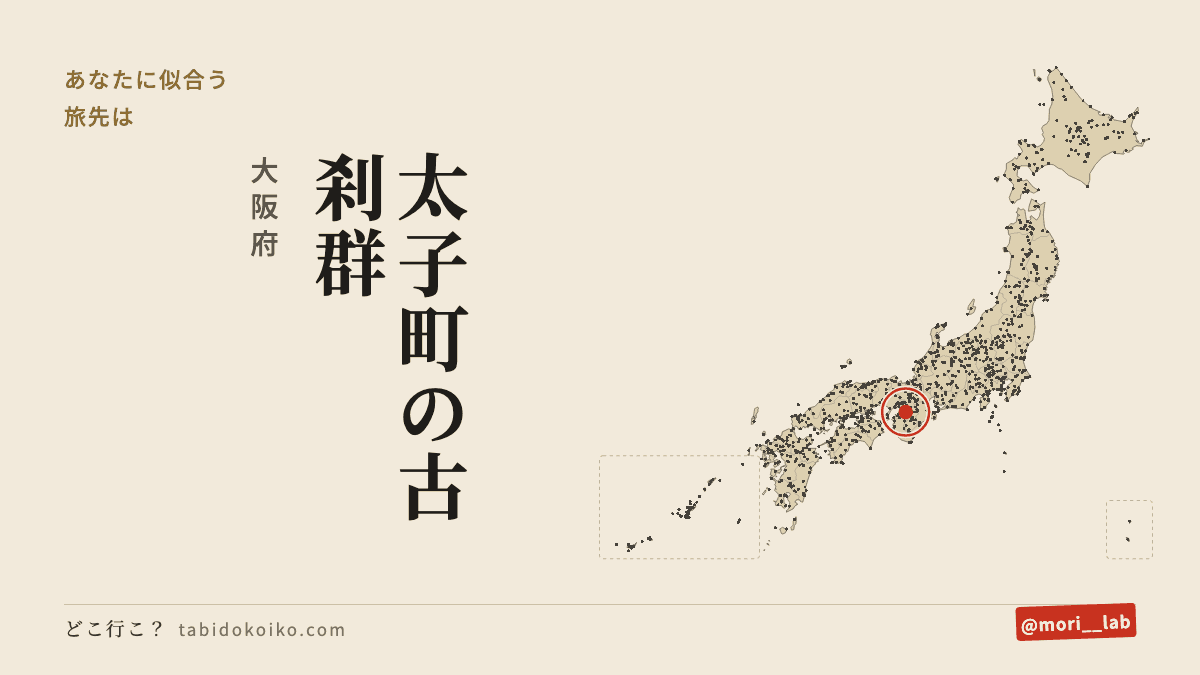 あなたに似合う
旅先は
太子町の古
刹群
大阪府
どこ行こ？ tabidokoiko.com
@mori__lab